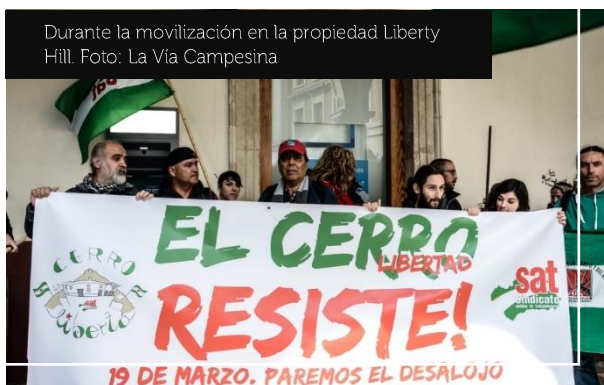 Durante la movilización en la propiedad Liberty
Hill. Foto: La Vía Campesina
EL CERRO
LIBERTAD
RESISTE!
19 DE MARZO. PAREMOS EL DESALOJO
CERRO
Libertad
sat
sindicato